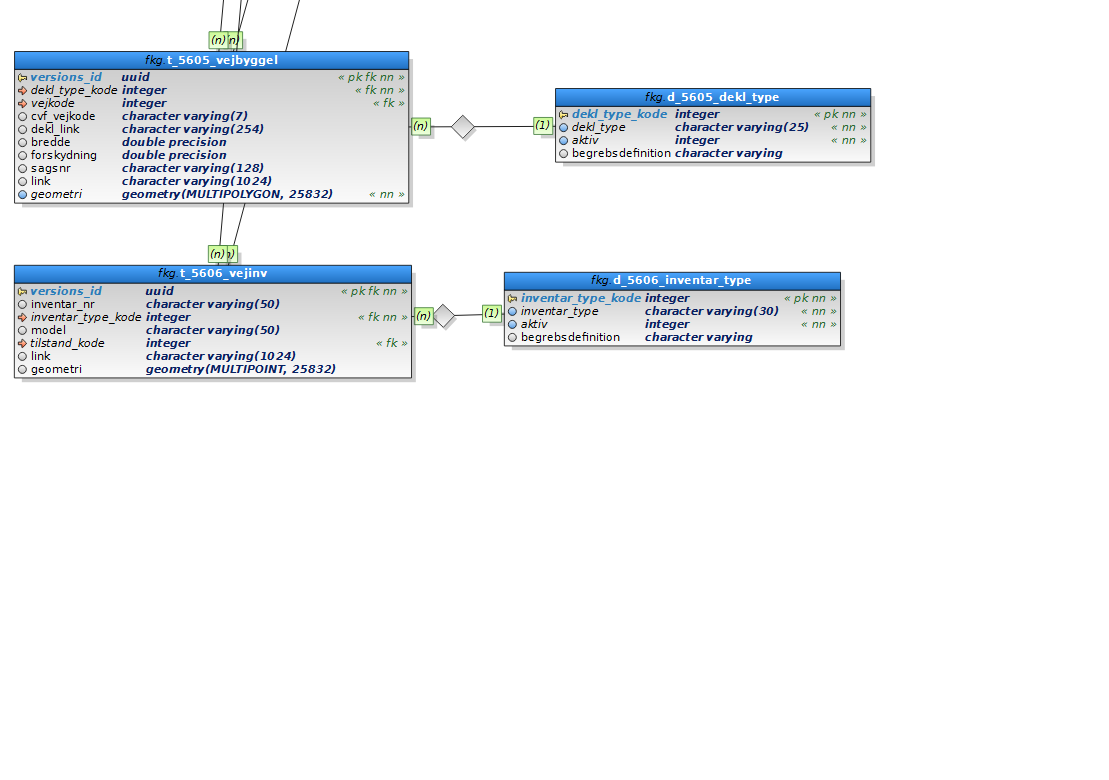 (n) n)
fkg.t_5605_vejbyggel
versions_id uuid « pk fk nn »
dekl_type_kode integer « fk nn »
vejkode integer « fk »
cvf_vejkode character varying(7)
dekl_link character varying(254)
bredde double precision
forskydning double precision
sagsnr character varying(128)
link character varying(1024)
geometri geometry(MULTIPOLYGON, 25832) « nn »
(n) (1)
fkg.d_5605_dekl_type
dekl_type_kode integer « pk nn »
dekl_type character varying(25) « nn »
aktiv integer « nn »
begrebsdefinition character varying
(n) n)
fkg.t_5606_vejinv
versions_id uuid « pk fk nn »
inventar_nr character varying(50)
inventar_type_kode integer « fk nn »
model character varying(50)
tilstand_kode integer « fk »
link character varying(1024)
geometri geometry(MULTIPOINT, 25832)
(n) (1)
fkg.d_5606_inventar_type
inventar_type_kode integer « pk nn »
inventar_type character varying(30) « nn »
aktiv integer « nn »
begrebsdefinition character varying